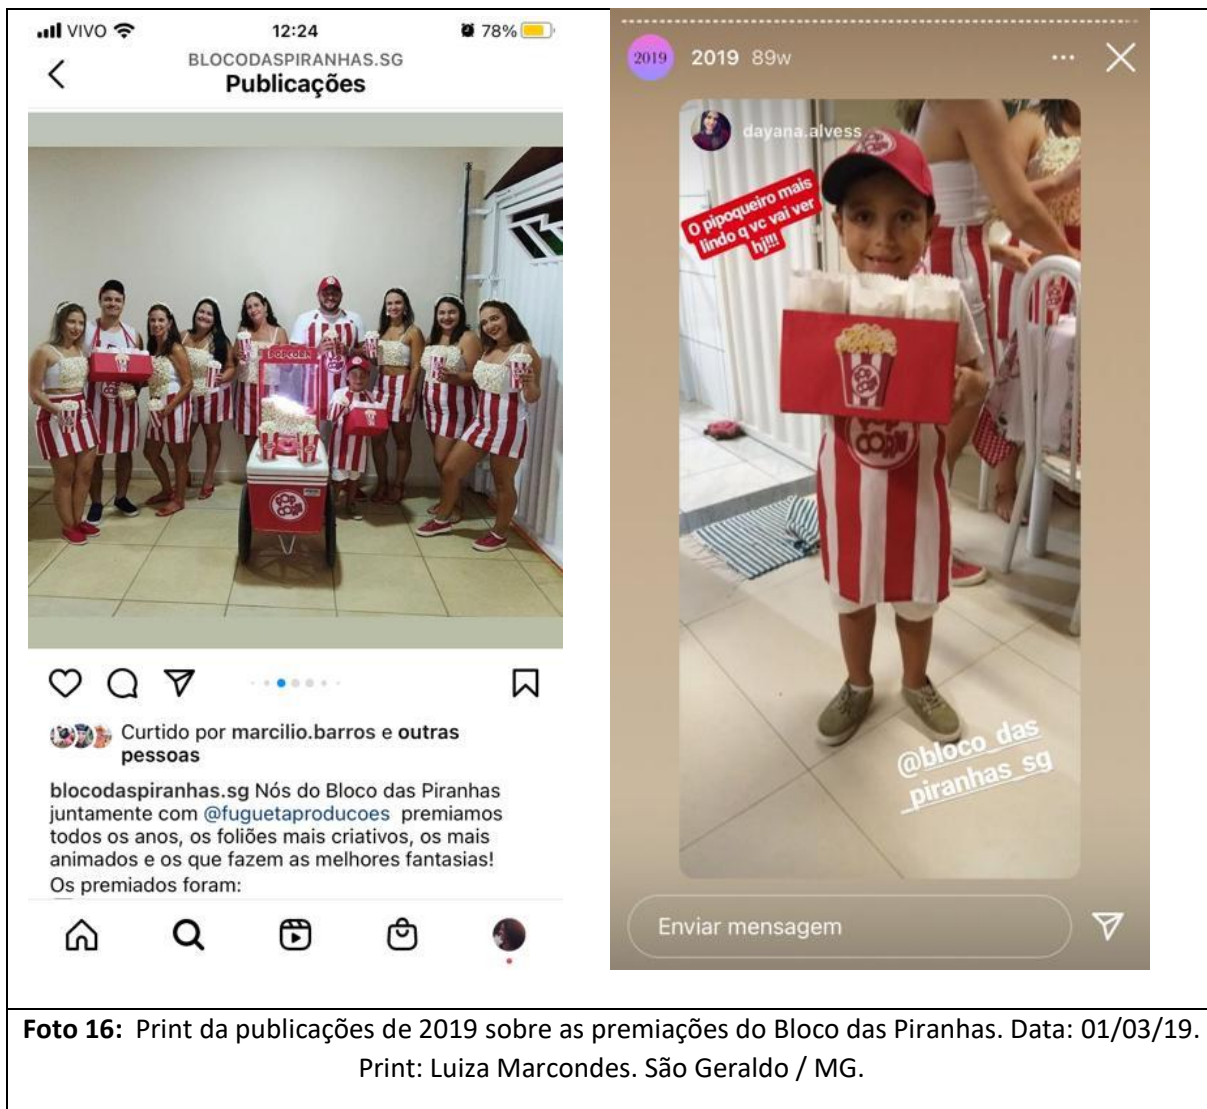 VIVO 12:24 78%
BLOCODASPIRANHAS.SG
Publicações
POPCORN
POP CORN
Curtido por marcilio.barros e outras
pessoas
blocodaspiranhas.sg Nós do Bloco das Piranhas
juntamente com @fuguetaproducoes premiamos
todos os anos, os foliões mais criativos, os mais
animados e os que fazem as melhores fantasias!
Os premiados foram:
2019 2019 89w
dayana.alvess
O pipoqueiro mais
lindo q vc vai ver
hj!!!
POP
CORN
POP
CORN
@bloco_das
_piranhas_sg
Enviar mensagem
Foto 16: Print da publicações de 2019 sobre as premiações do Bloco das Piranhas. Data: 01/03/19.
Print: Luiza Marcondes. São Geraldo / MG.